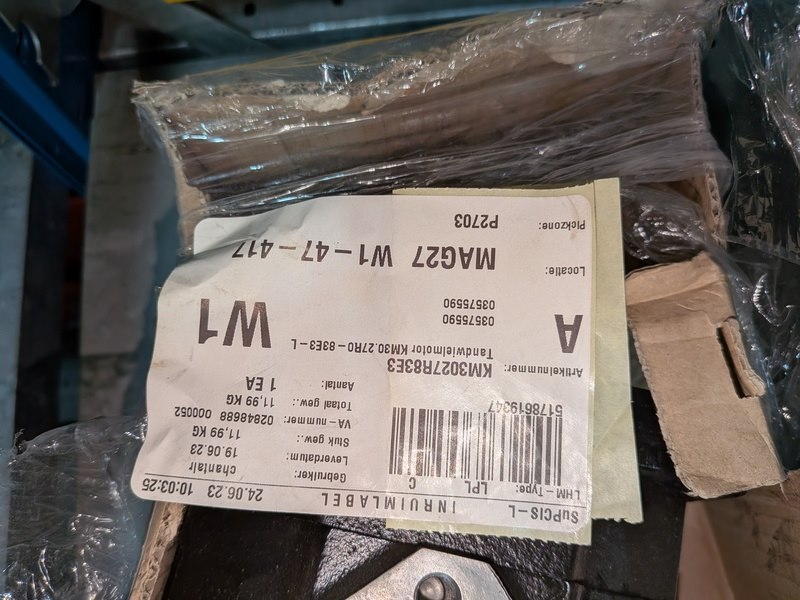 SuPCIS-L INRUIMLABEL 24.06.23 10:03:25
LHM-Type: LPL C
Gebruiker: chantalr
Leverdatum: 19.06.23
Stuk gew.: 11,99 KG
5178619347
VA-nummer: 02848688 0000052
Totaal gew.: 11,99 KG
Aantal: 1 EA
Artikelnummer: KM3027R83E3
Tandwielmotor KM30.27R0-83E3-L
A 03575590 W1
03575590
Locatie: MAG27 W1-47-417
Pickzone: P2703